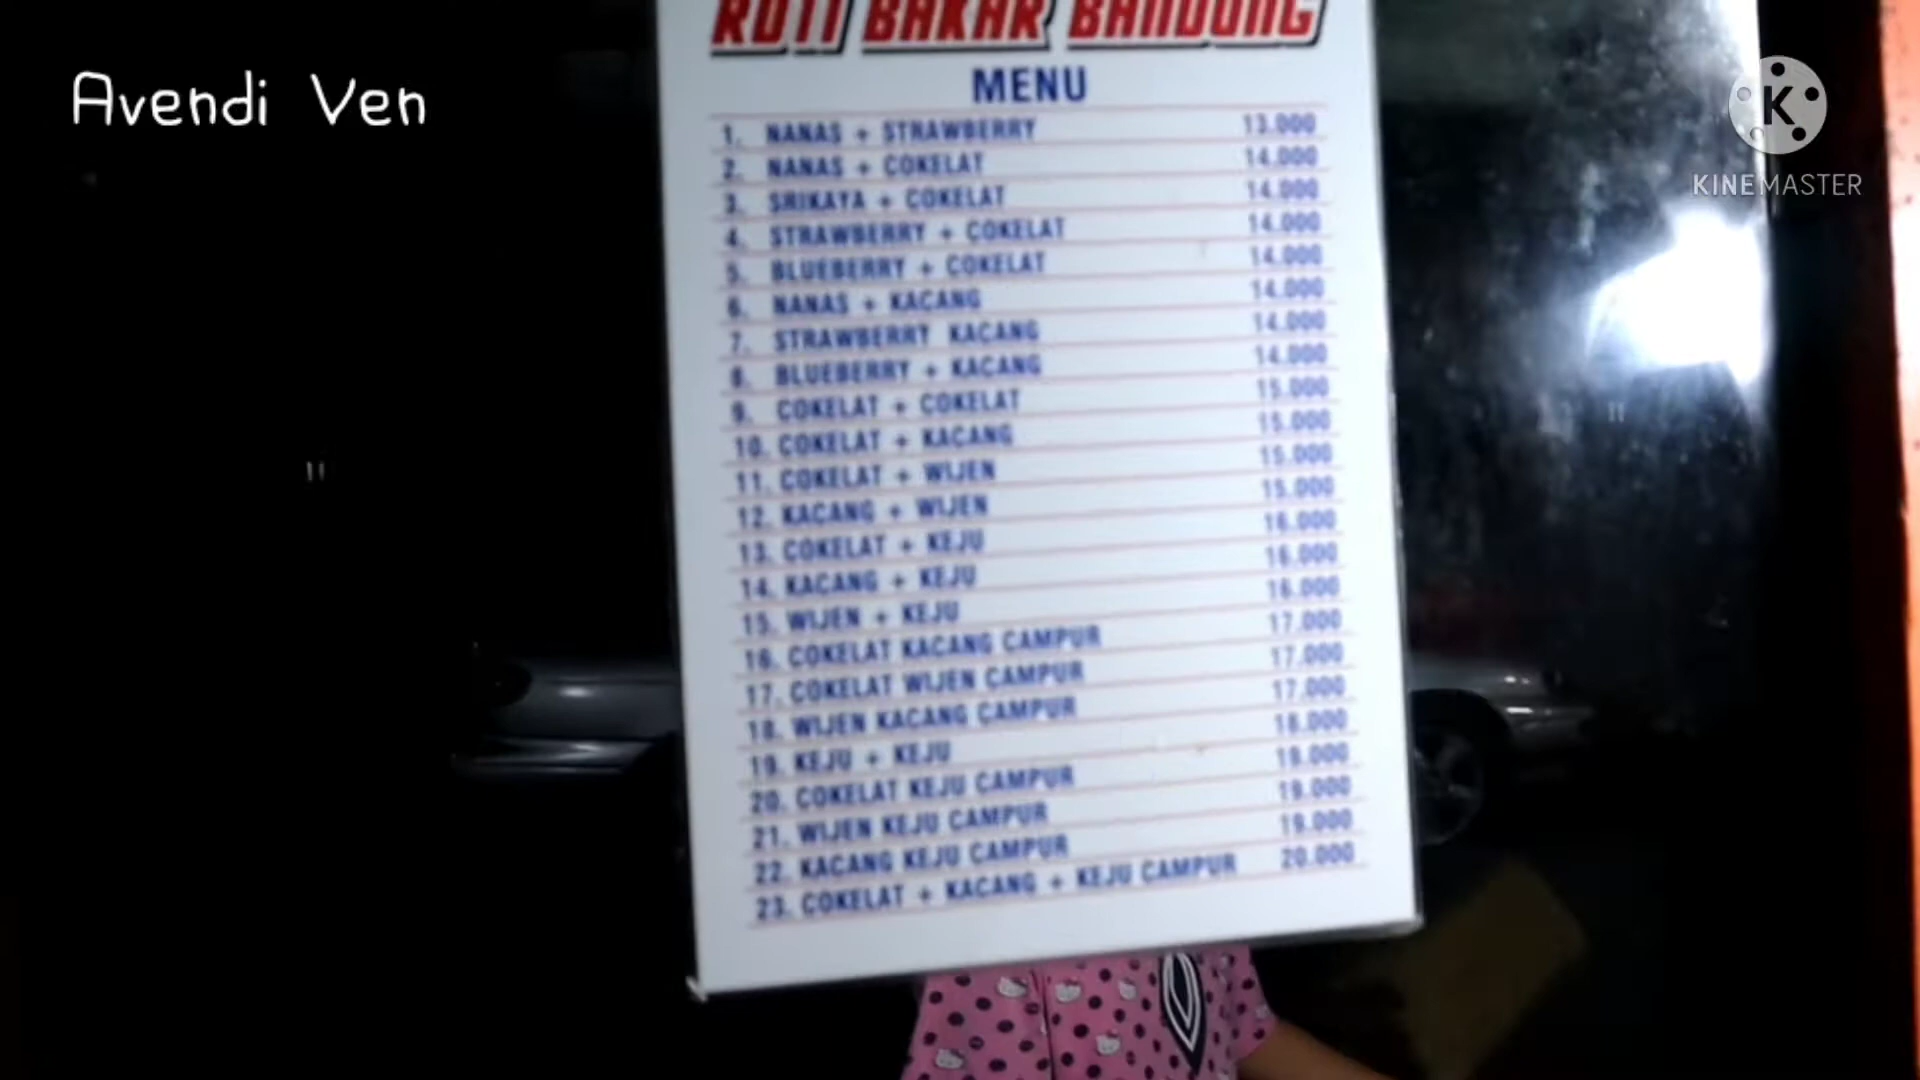 ROTI BAKAR BANDUNG
Avendi Ven
MENU
KINEMASTER
1. NANAS + STRAWBERRY 13.000
2. NANAS + COKELAT 14.000
3. SRIKAYA + COKELAT 14.000
4. STRAWBERRY + COKELAT 14.000
5. BLUEBERRY + COKELAT 14.000
6. NANAS + KACANG 14.000
7. STRAWBERRY KACANG 14.000
8. BLUEBERRY + KACANG 14.000
9. COKELAT + COKELAT 15.000
10. COKELAT + KACANG 15.000
11. COKELAT + WIJEN 15.000
12. KACANG + WIJEN 15.000
13. COKELAT + KEJU 16.000
14. KACANG + KEJU 16.000
15. WIJEN + KEJU 16.000
16. COKELAT KACANG CAMPUR 17.000
17. COKELAT WIJEN CAMPUR 17.000
18. WIJEN KACANG CAMPUR 17.000
19. KEJU + KEJU
20. COKELAT KEJU CAMPUR
21. WIJEN KEJU CAMPUR 19.000
22. KACANG KEJU CAMPUR 19.000
23. COKELAT + KACANG + KEJU CAMPUR 20.000